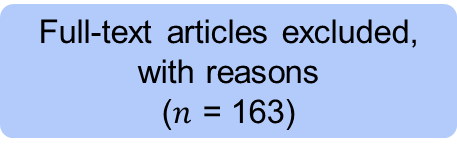 Full-text articles excluded,
with reasons
(𝑛 = 163)